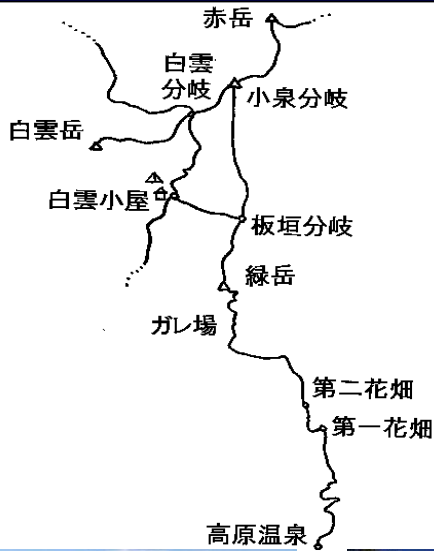 赤岳
白雲
分岐
小泉分岐
白雲岳
白雲小屋
板垣分岐
緑岳
ガレ場
第二花畑
第一花畑
高原温泉